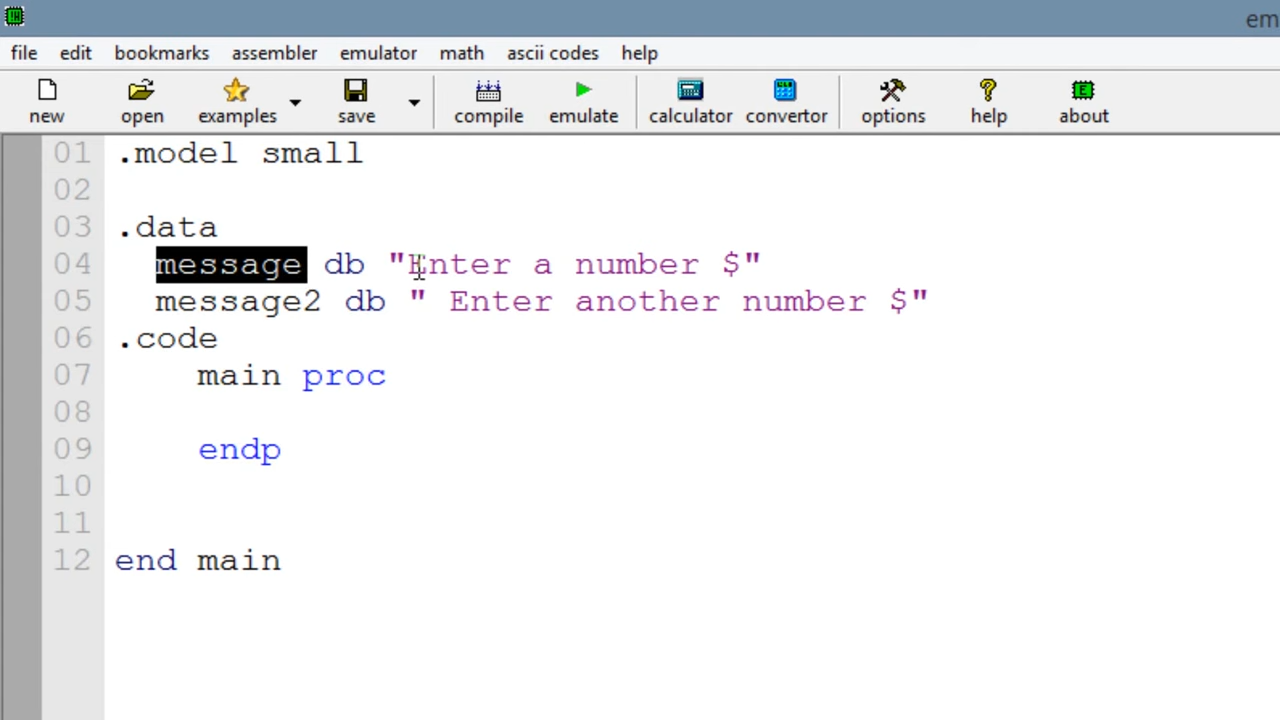 em
file edit bookmarks assembler emulator math ascii codes help
new open examples save compile emulate calculator convertor options help about
01 .model small
02
03 .data
04 message db "Enter a number $"
05 message2 db " Enter another number $"
06 .code
07 main proc
08
09 endp
10
11
12 end main